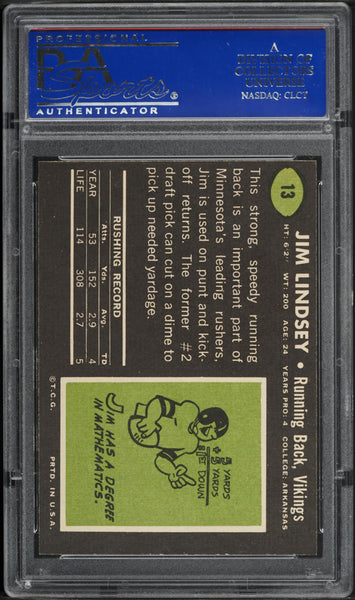 PROFESSIONAL
PSA
Sports
AUTHENTICATOR
A
DIVISION OF
COLLECTORS
UNIVERSE
NASDAQ: CLCT
13
JIM LINDSEY • Running Back, Vikings
HT: 6-2 WT: 200 AGE: 24 YEARS PRO: 4 COLLEGE: ARKANSAS
This strong, speedy running
back is an important part of
Minnesota's leading rushers.
Jim is used on punt and kick-
off returns. The former #2
draft pick can cut on a dime to
pick up needed yardage.
RUSHING RECORD
Atts. Yds. Avg. TD
YEAR 53 152 2.9 4
LIFE 114 308 2.7 5
YARDS
+ YARDS
DOWN
JIM HAS A DEGREE
IN MATHEMATICS.
© T.C.G. PRTD. IN U.S.A.